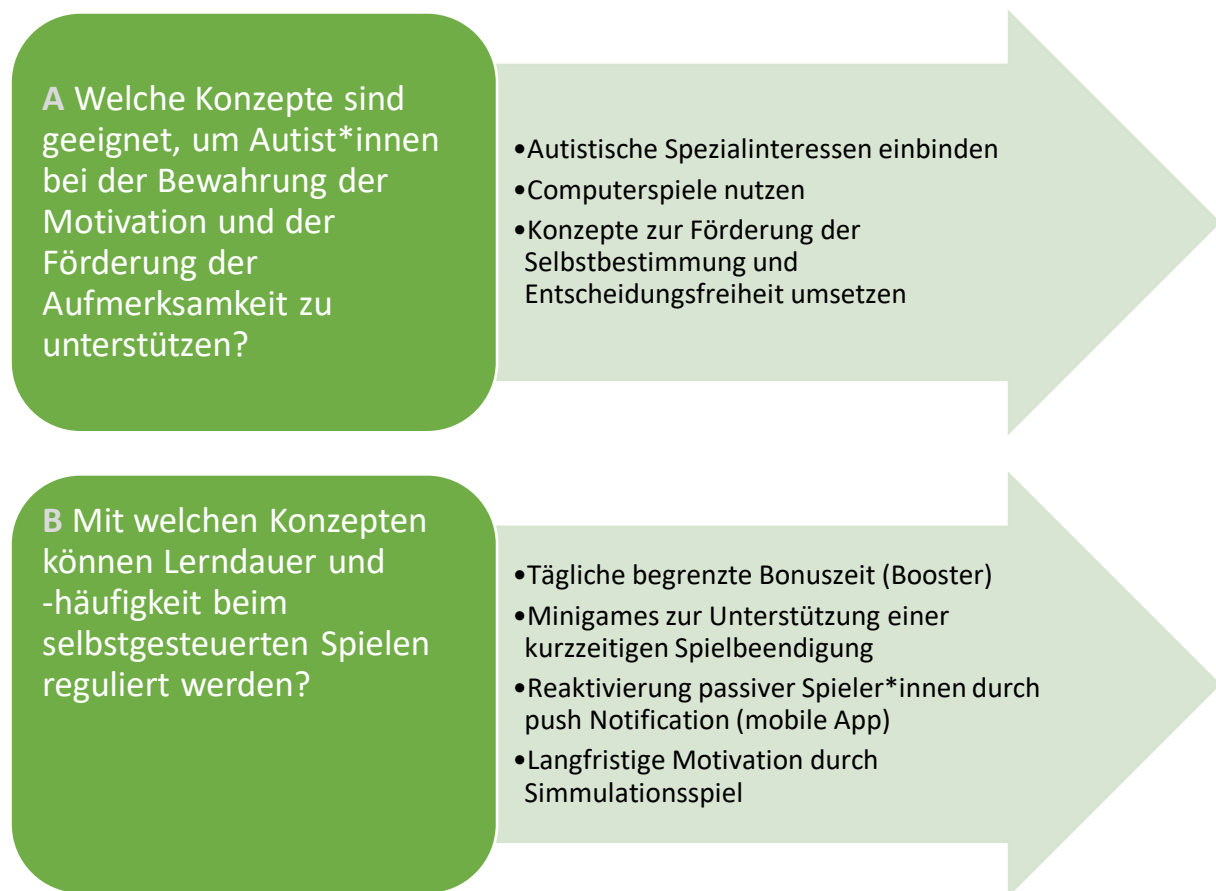 A Welche Konzepte sind
geeignet, um Autist*innen
bei der Bewahrung der
Motivation und der
Förderung der
Aufmerksamkeit zu
unterstützen?
•Autistische Spezialinteressen einbinden
•Computerspiele nutzen
•Konzepte zur Förderung der
Selbstbestimmung und
Entscheidungsfreiheit umsetzen
B Mit welchen Konzepten
können Lerndauer und
-häufigkeit beim
selbstgesteuerten Spielen
reguliert werden?
•Tägliche begrenzte Bonuszeit (Booster)
•Minigames zur Unterstützung einer
kurzzeitigen Spielbeendigung
•Reaktivierung passiver Spieler*innen durch
push Notification (mobile App)
•Langfristige Motivation durch
Simmulationsspiel